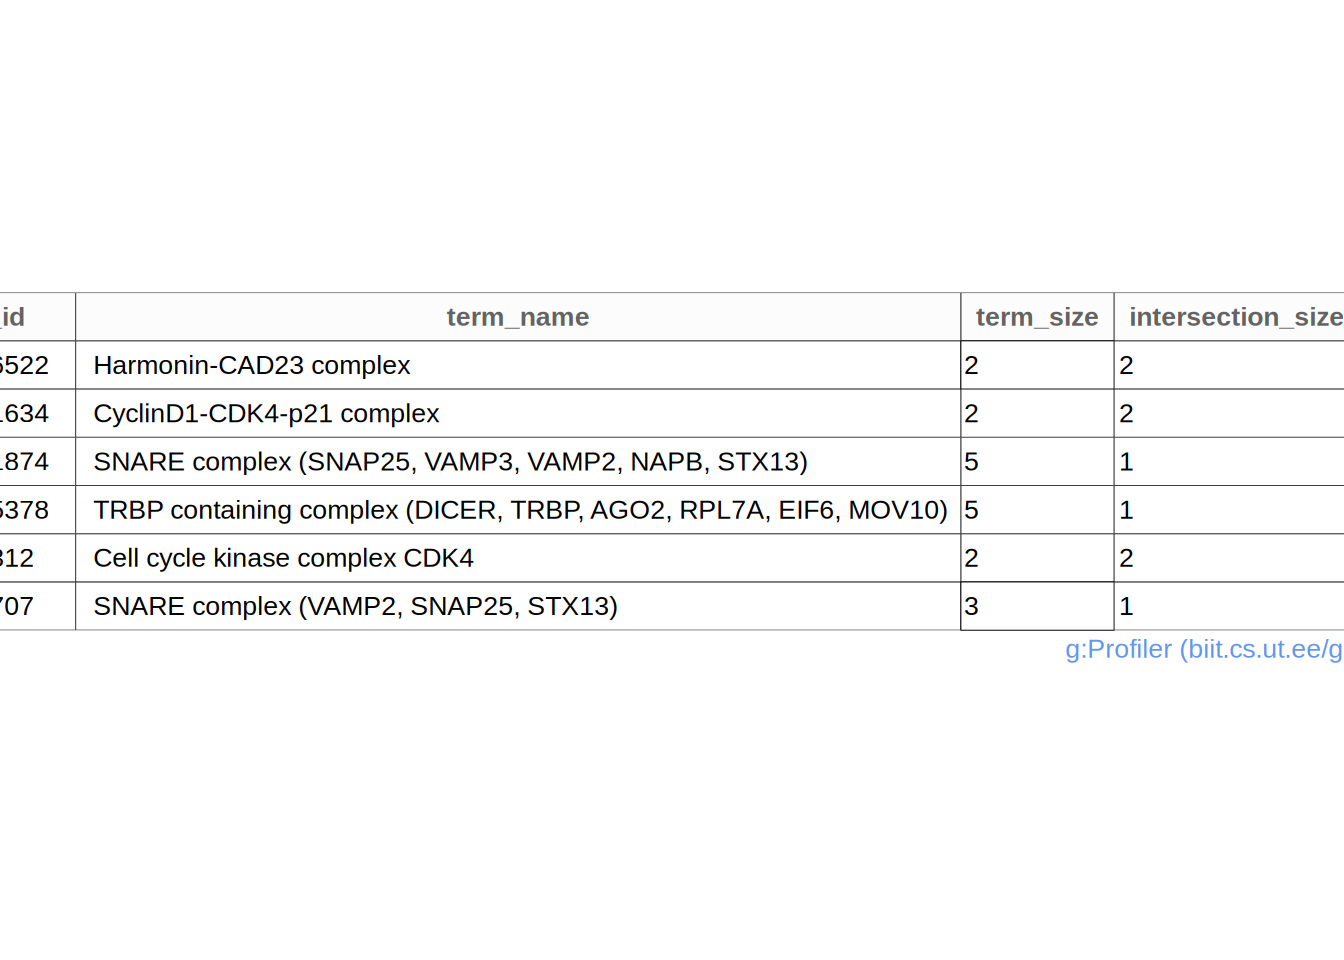 _id term_name term_size intersection_size
6522 Harmonin-CAD23 complex 2 2
1634 CyclinD1-CDK4-p21 complex 2 2
1874 SNARE complex (SNAP25, VAMP3, VAMP2, NAPB, STX13) 5 1
5378 TRBP containing complex (DICER, TRBP, AGO2, RPL7A, EIF6, MOV10) 5 1
312 Cell cycle kinase complex CDK4 2 2
707 SNARE complex (VAMP2, SNAP25, STX13) 3 1
g:Profiler (biit.cs.ut.ee/g